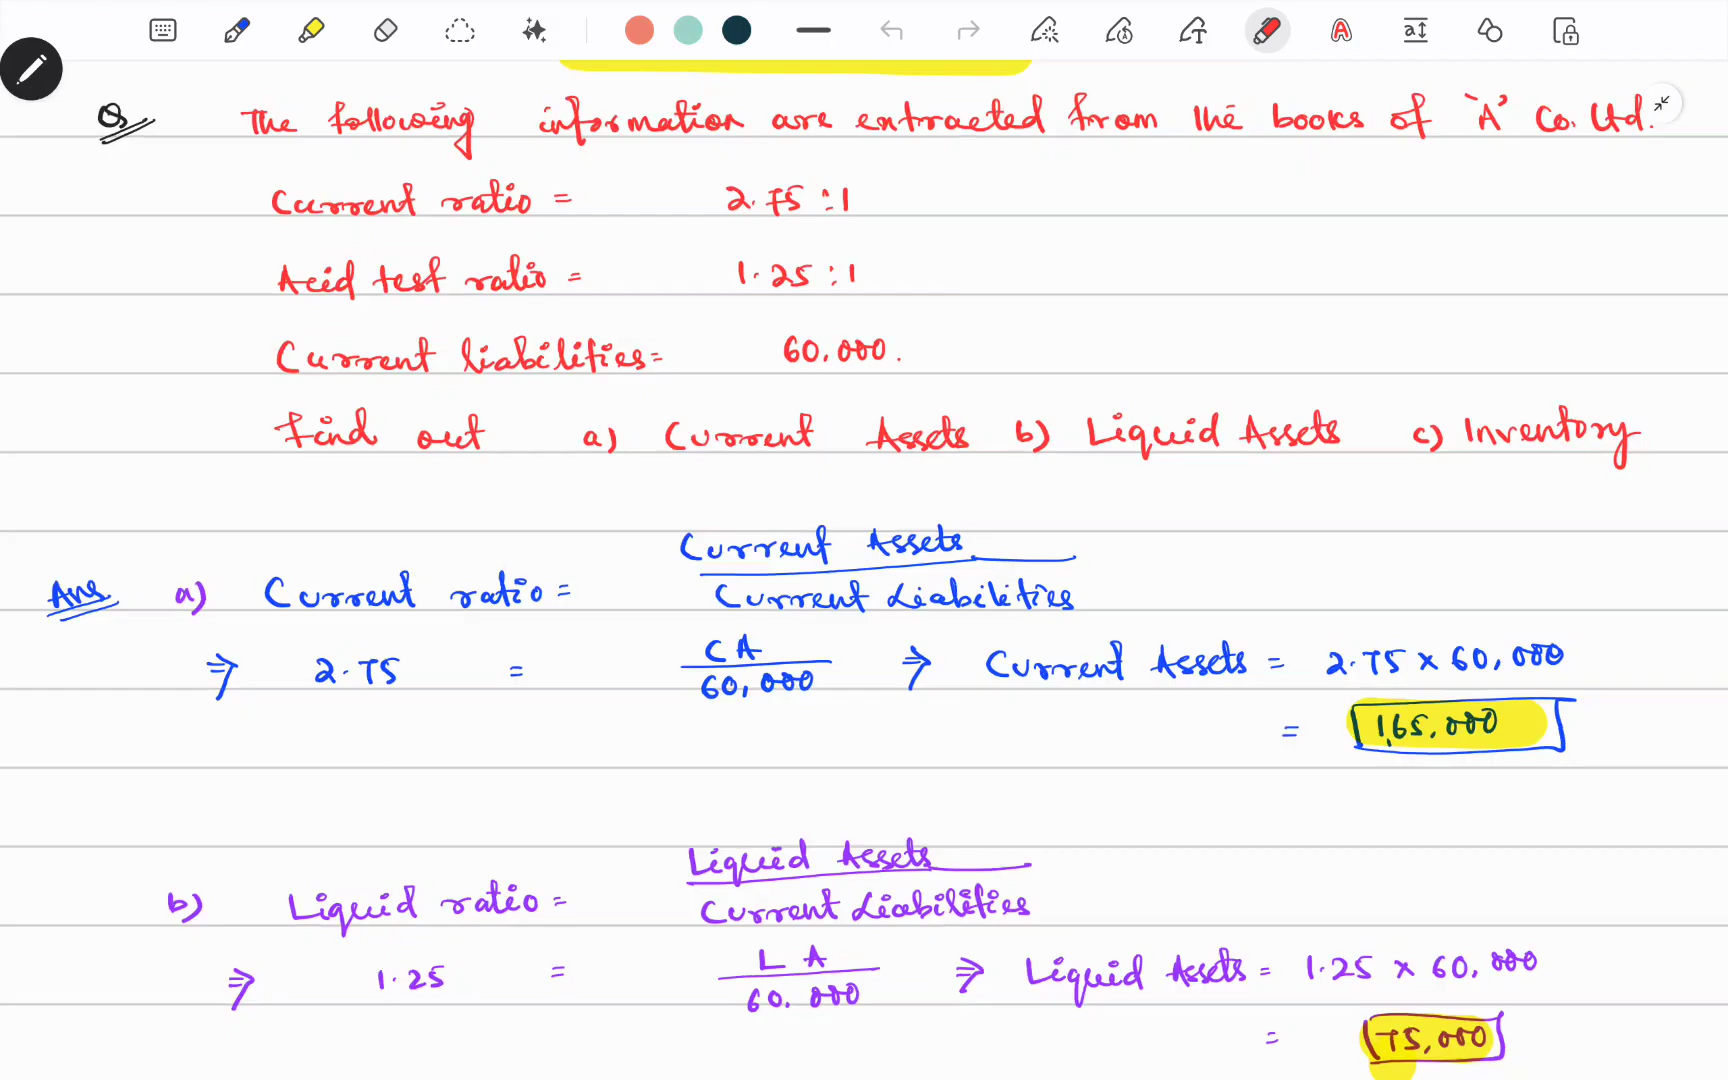 Q The following information are extracted from the books of 'A' Co. Ltd.
Current ratio = 2.75 : 1
Acid test ratio = 1.25 : 1
Current liabilities = 60,000.
Find out a) Current Assets b) Liquid Assets c) Inventory
Ans a) Current ratio = Current Assets / Current Liabilities
⇒ 2.75 = CA / 60,000 ⇒ Current Assets = 2.75 × 60,000
= 1,65,000
b) Liquid ratio = Liquid Assets / Current Liabilities
⇒ 1.25 = LA / 60,000 ⇒ Liquid Assets = 1.25 × 60,000
= 75,000